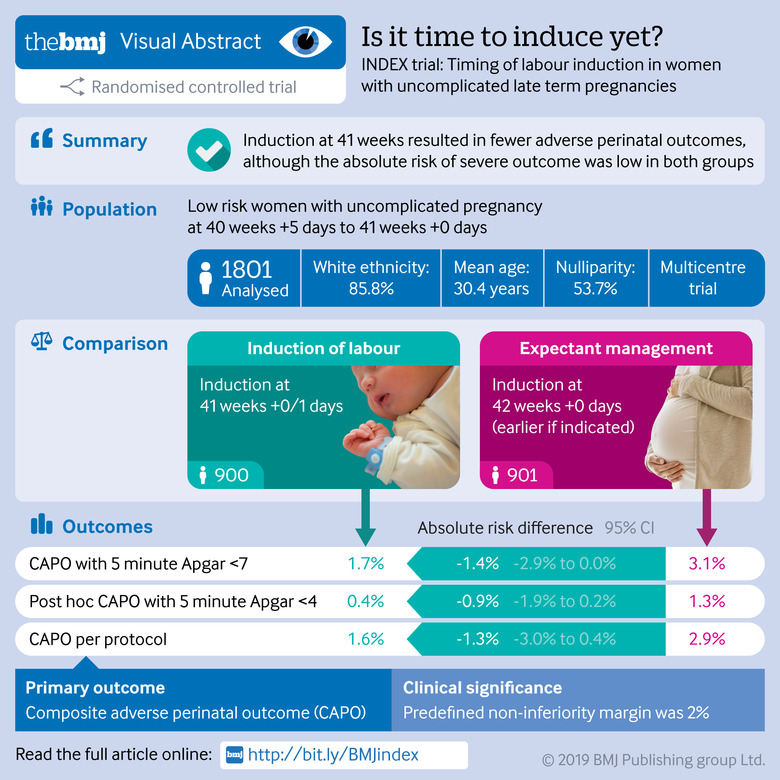 thebmj Visual Abstract
Randomised controlled trial
Is it time to induce yet?
INDEX trial: Timing of labour induction in women
with uncomplicated late term pregnancies
Summary
Induction at 41 weeks resulted in fewer adverse perinatal outcomes,
although the absolute risk of severe outcome was low in both groups
Population
Low risk women with uncomplicated pregnancy
at 40 weeks +5 days to 41 weeks +0 days
1801
Analysed
White ethnicity:
85.8%
Mean age:
30.4 years
Nulliparity:
53.7%
Multicentre
trial
Comparison
Induction of labour
Induction at
41 weeks +0/1 days
900
Expectant management
Induction at
42 weeks +0 days
(earlier if indicated)
901
Outcomes
Absolute risk difference 95% CI
CAPO with 5 minute Apgar <7 1.7% -1.4% -2.9% to 0.0% 3.1%
Post hoc CAPO with 5 minute Apgar <4 0.4% -0.9% -1.9% to 0.2% 1.3%
CAPO per protocol 1.6% -1.3% -3.0% to 0.4% 2.9%
Primary outcome
Composite adverse perinatal outcome (CAPO)
Clinical significance
Predefined non-inferiority margin was 2%
Read the full article online: bmj http://bit.ly/BMJindex
© 2019 BMJ Publishing group Ltd.